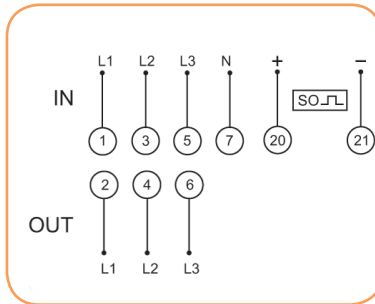 L1 L2 L3 N + −
IN SO
1 3 5 7 20 21
2 4 6
OUT
L1 L2 L3